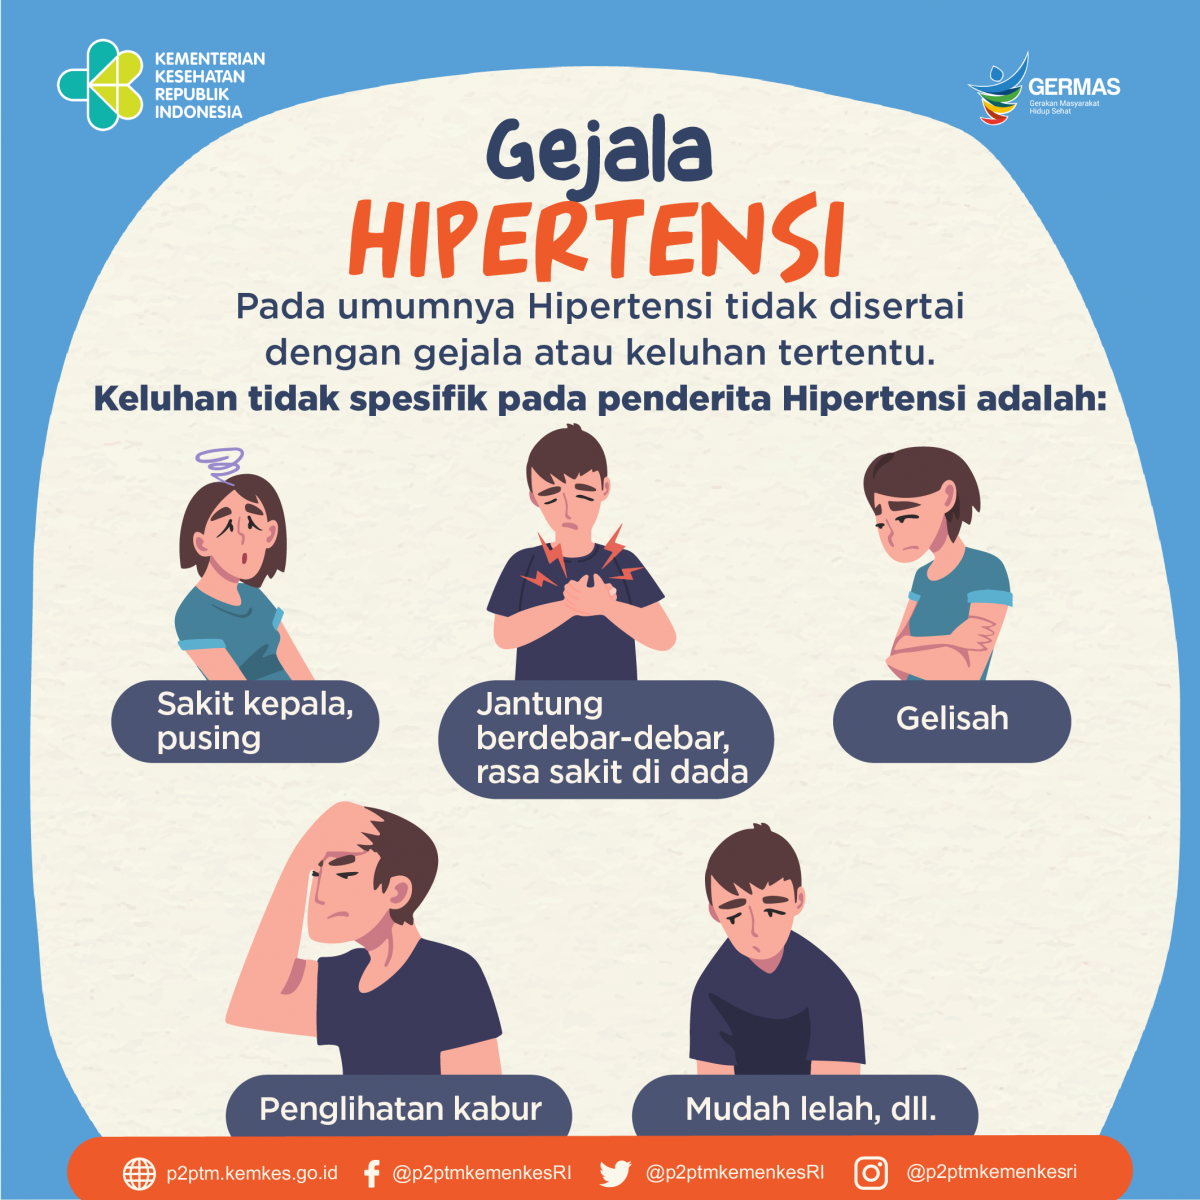 KEMENTERIAN
KESEHATAN
REPUBLIK
INDONESIA
GERMAS
Gerakan Masyarakat
Hidup Sehat
Gejala
HIPERTENSI
Pada umumnya Hipertensi tidak disertai
dengan gejala atau keluhan tertentu.
Keluhan tidak spesifik pada penderita Hipertensi adalah:
Sakit kepala,
pusing
Jantung
berdebar-debar,
rasa sakit di dada
Gelisah
Penglihatan kabur
Mudah lelah, dll.
p2ptm.kemkes.go.id
@p2ptmkemenkesRI
@p2ptmkemenkesRI
@p2ptmkemenkesri